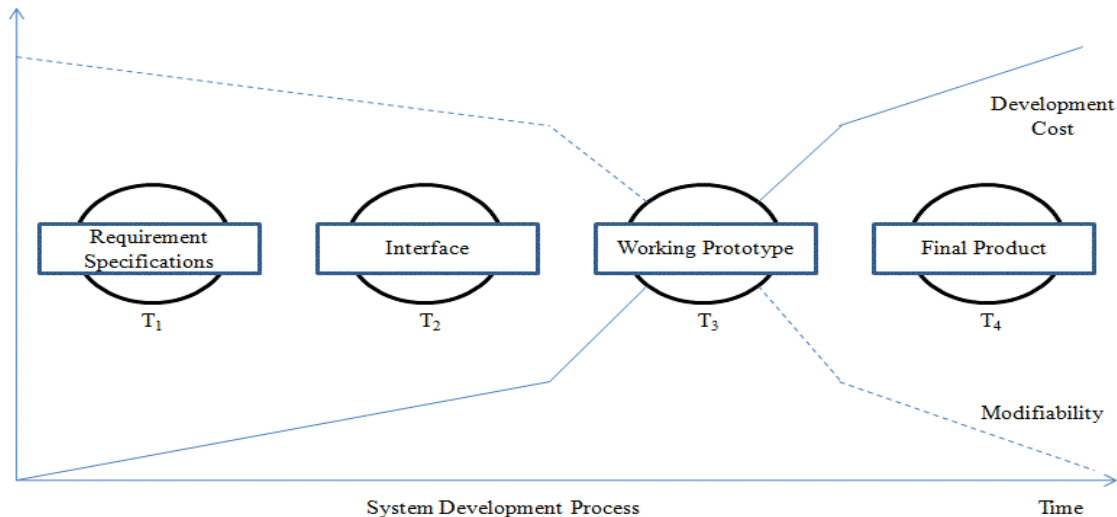 Development
Cost
Requirement
Specifications
Interface
Working Prototype
Final Product
T₁
T₂
T₃
T₄
Modifiability
System Development Process
Time